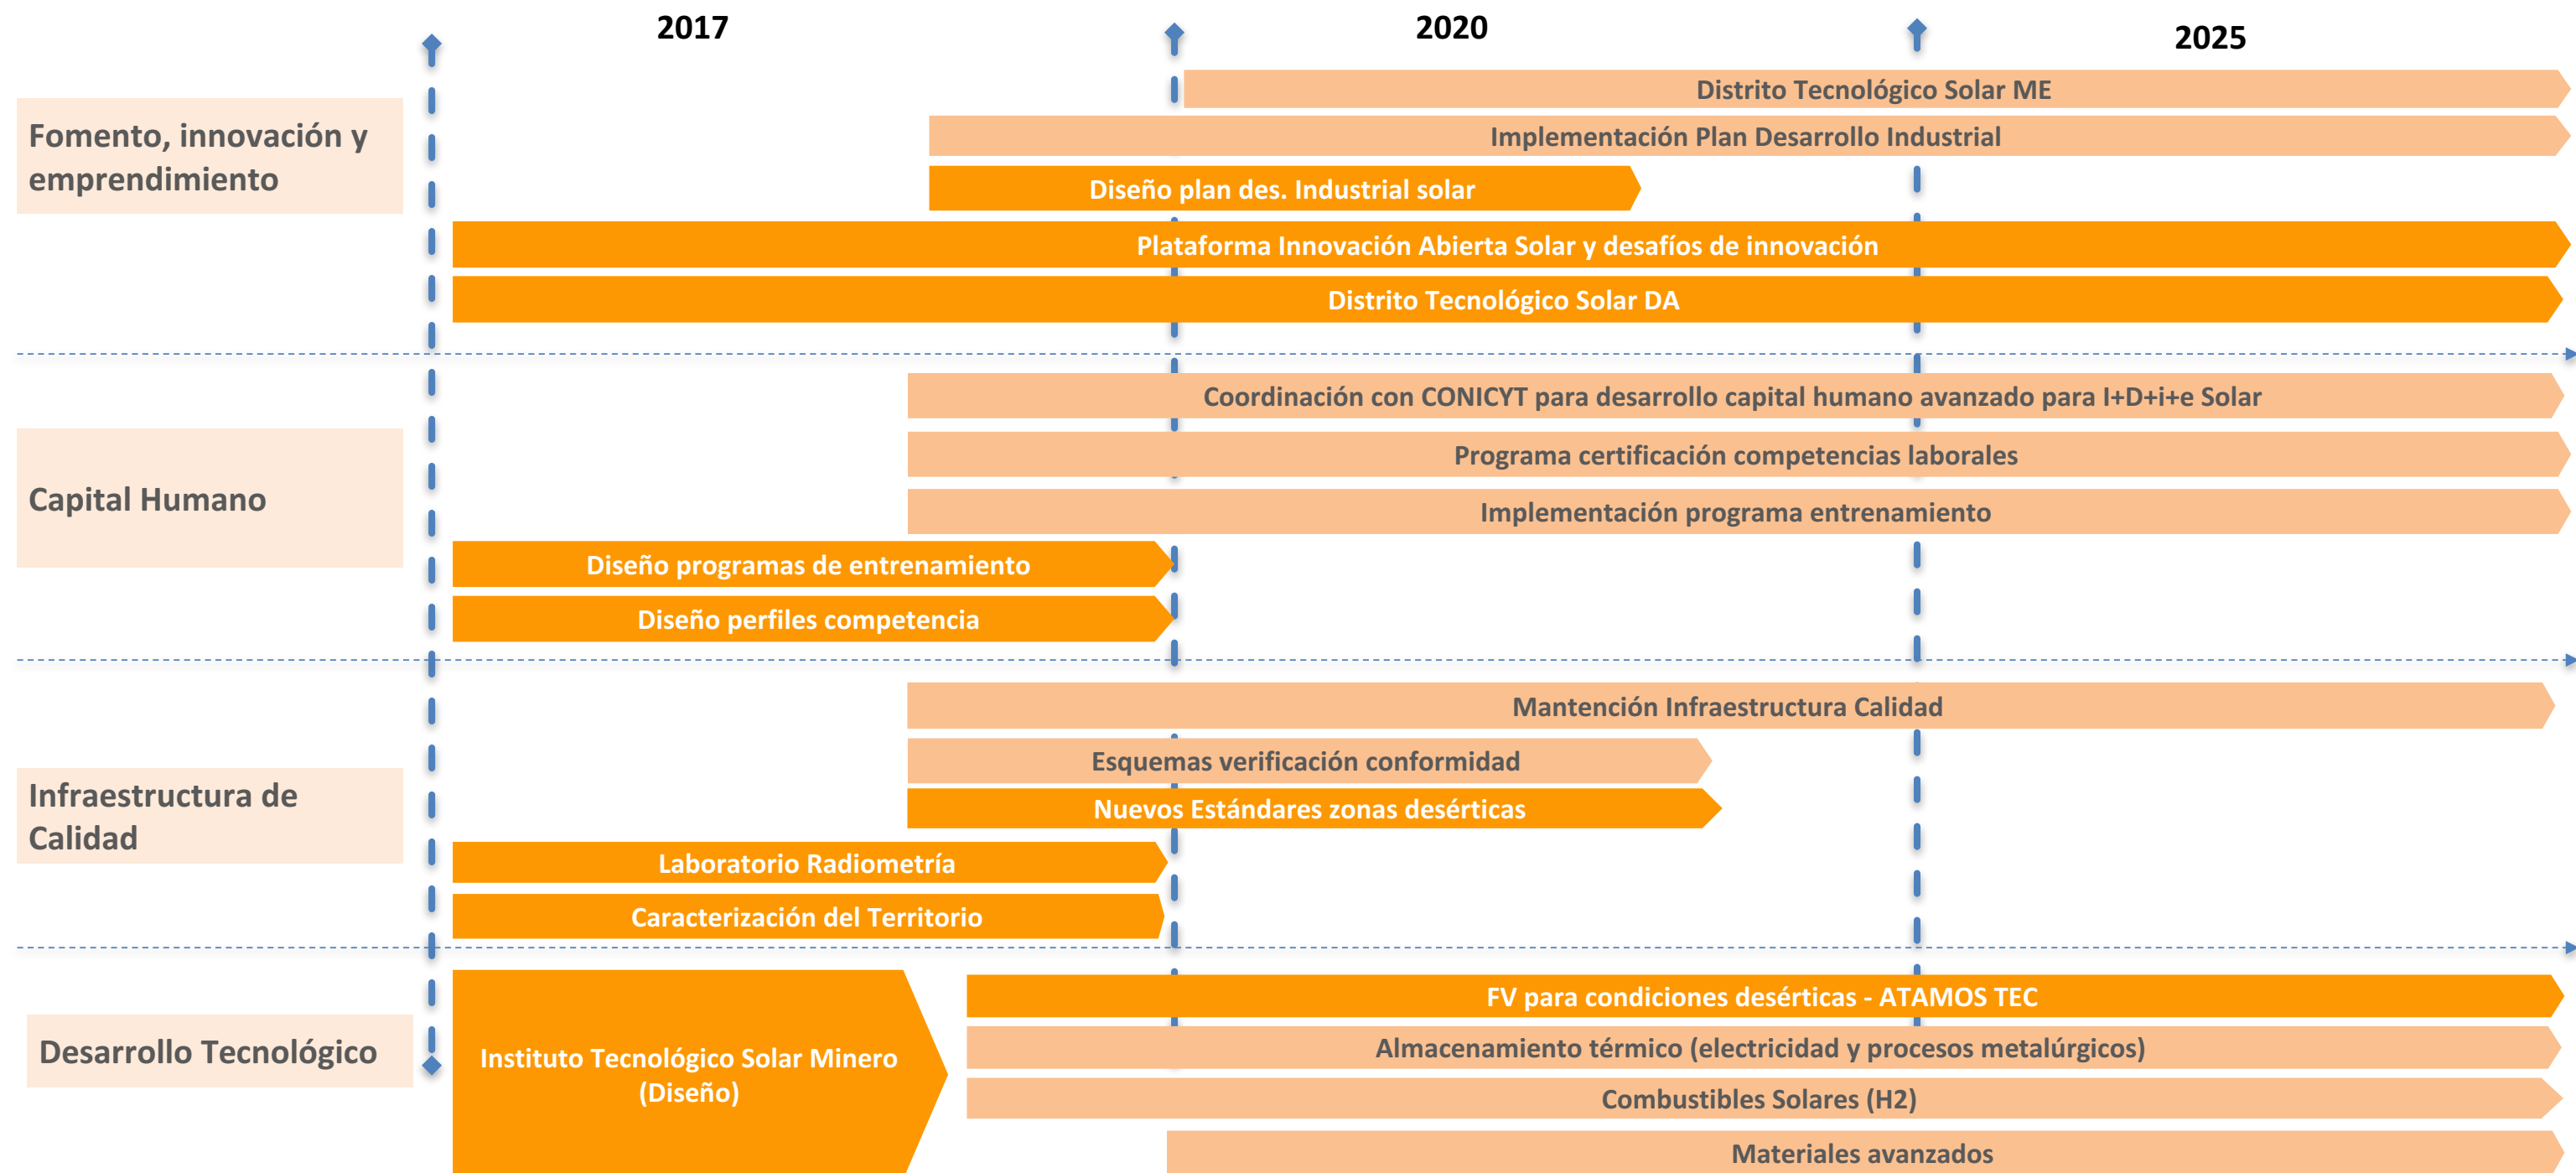 2017
2020
2025
Fomento, innovación y
emprendimiento
Distrito Tecnológico Solar ME
Implementación Plan Desarrollo Industrial
Diseño plan des. Industrial solar
Plataforma Innovación Abierta Solar y desafíos de innovación
Distrito Tecnológico Solar DA
Capital Humano
Coordinación con CONICYT para desarrollo capital humano avanzado para I+D+i+e Solar
Programa certificación competencias laborales
Implementación programa entrenamiento
Diseño programas de entrenamiento
Diseño perfiles competencia
Infraestructura de
Calidad
Mantención Infraestructura Calidad
Esquemas verificación conformidad
Nuevos Estándares zonas desérticas
Laboratorio Radiometría
Caracterización del Territorio
Desarrollo Tecnológico
Instituto Tecnológico Solar Minero
(Diseño)
FV para condiciones desérticas - ATAMOS TEC
Almacenamiento térmico (electricidad y procesos metalúrgicos)
Combustibles Solares (H2)
Materiales avanzados